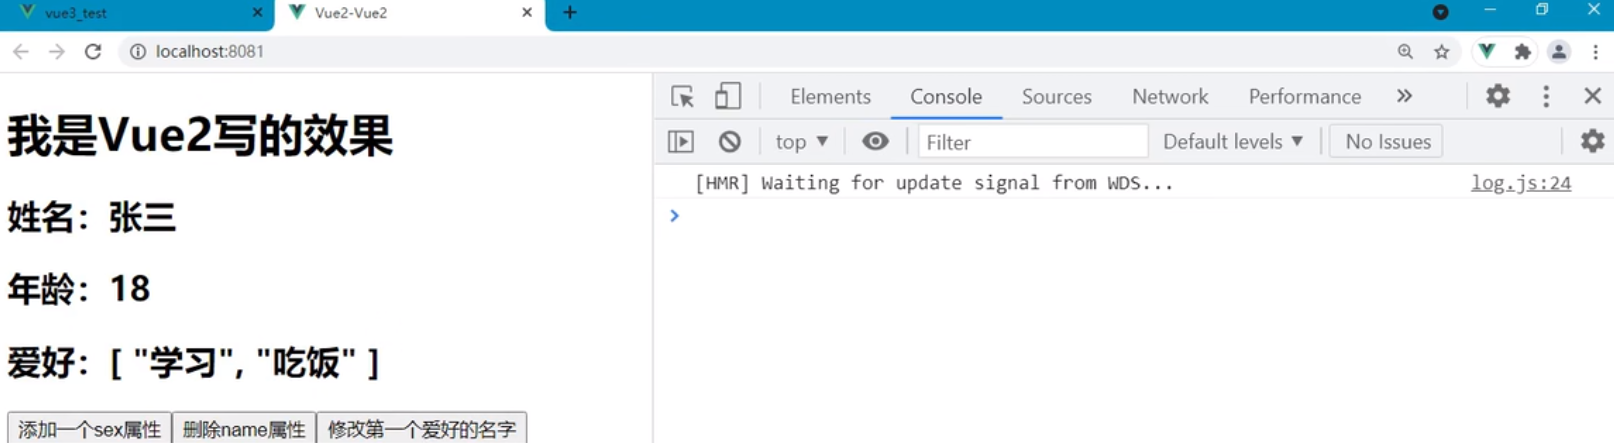 vue3_test
Vue2-Vue2
localhost:8081
Elements Console Sources Network Performance
top Filter Default levels No Issues
[HMR] Waiting for update signal from WDS... log.js:24
我是Vue2写的效果
姓名：张三
年龄：18
爱好：[ "学习", "吃饭" ]
添加一个sex属性 删除name属性 修改第一个爱好的名字